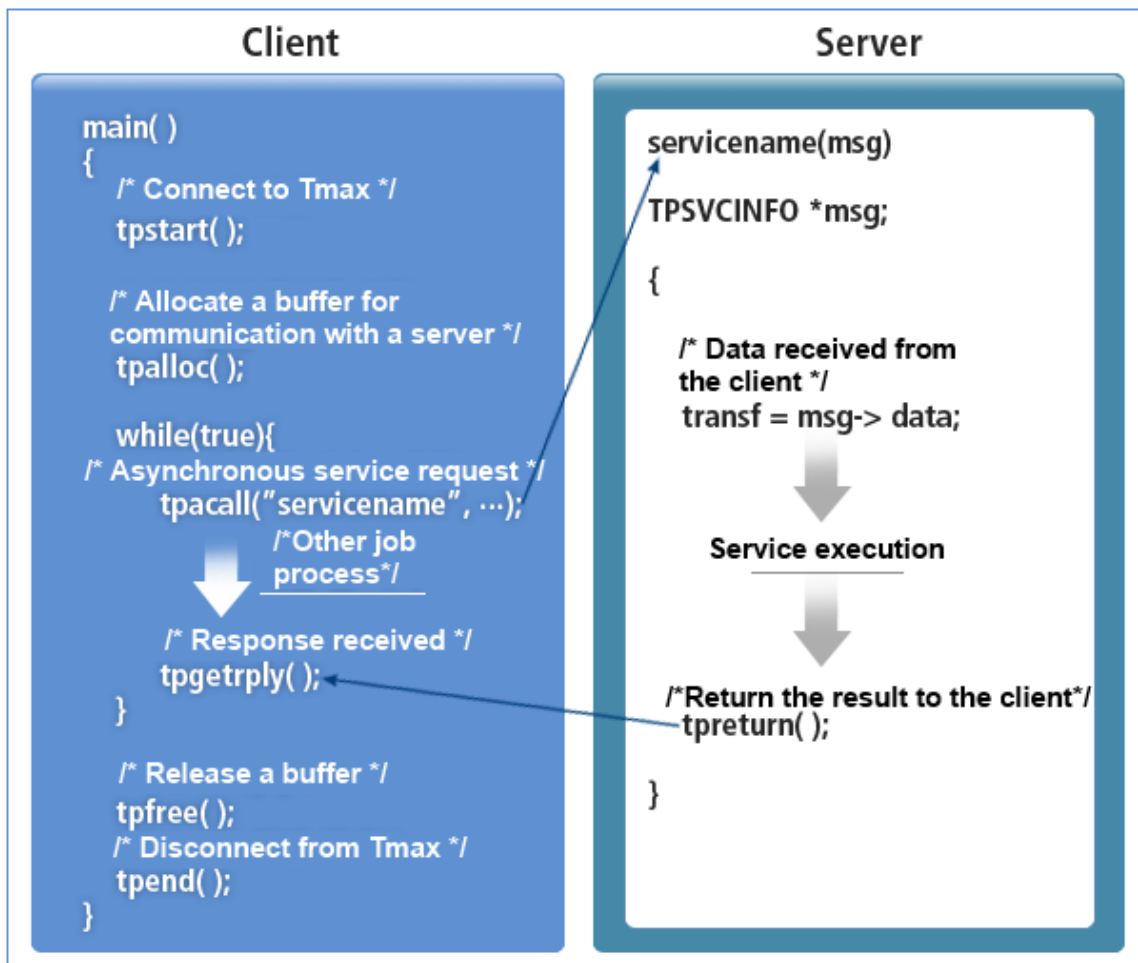 Client
main( )
{
/* Connect to Tmax */
tpstart( );
/* Allocate a buffer for
communication with a server */
tpalloc( );
while(true){
/* Asynchronous service request */
tpacall("servicename", ···);
/*Other job
process*/
/* Response received */
tpgetrply( );
}
/* Release a buffer */
tpfree( );
/* Disconnect from Tmax */
tpend( );
}
Server
servicename(msg)
TPSVCINFO *msg;
{
/* Data received from
the client */
transf = msg-> data;
Service execution
/*Return the result to the client*/
tpreturn( );
}